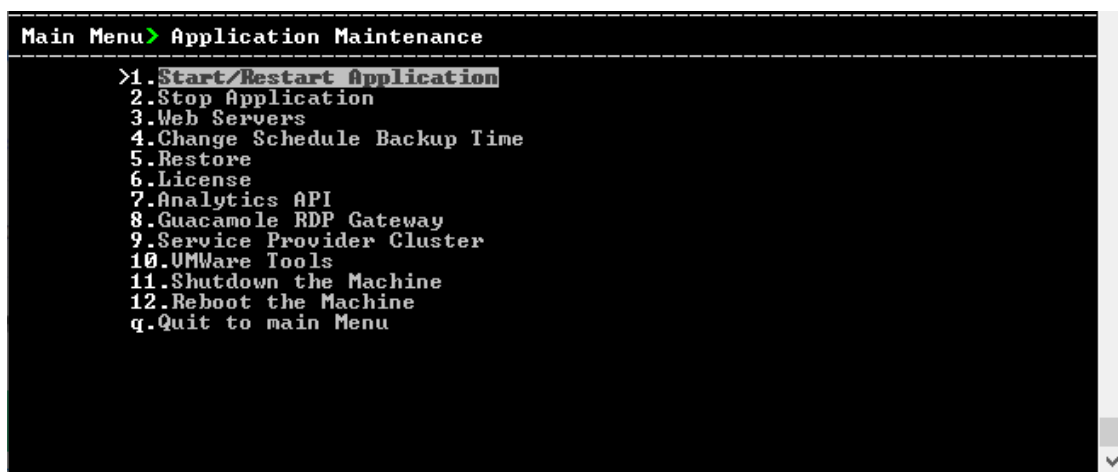 Main Menu> Application Maintenance
>1.Start/Restart Application
2.Stop Application
3.Web Servers
4.Change Schedule Backup Time
5.Restore
6.License
7.Analytics API
8.Guacamole RDP Gateway
9.Service Provider Cluster
10.VMWare Tools
11.Shutdown the Machine
12.Reboot the Machine
q.Quit to main Menu